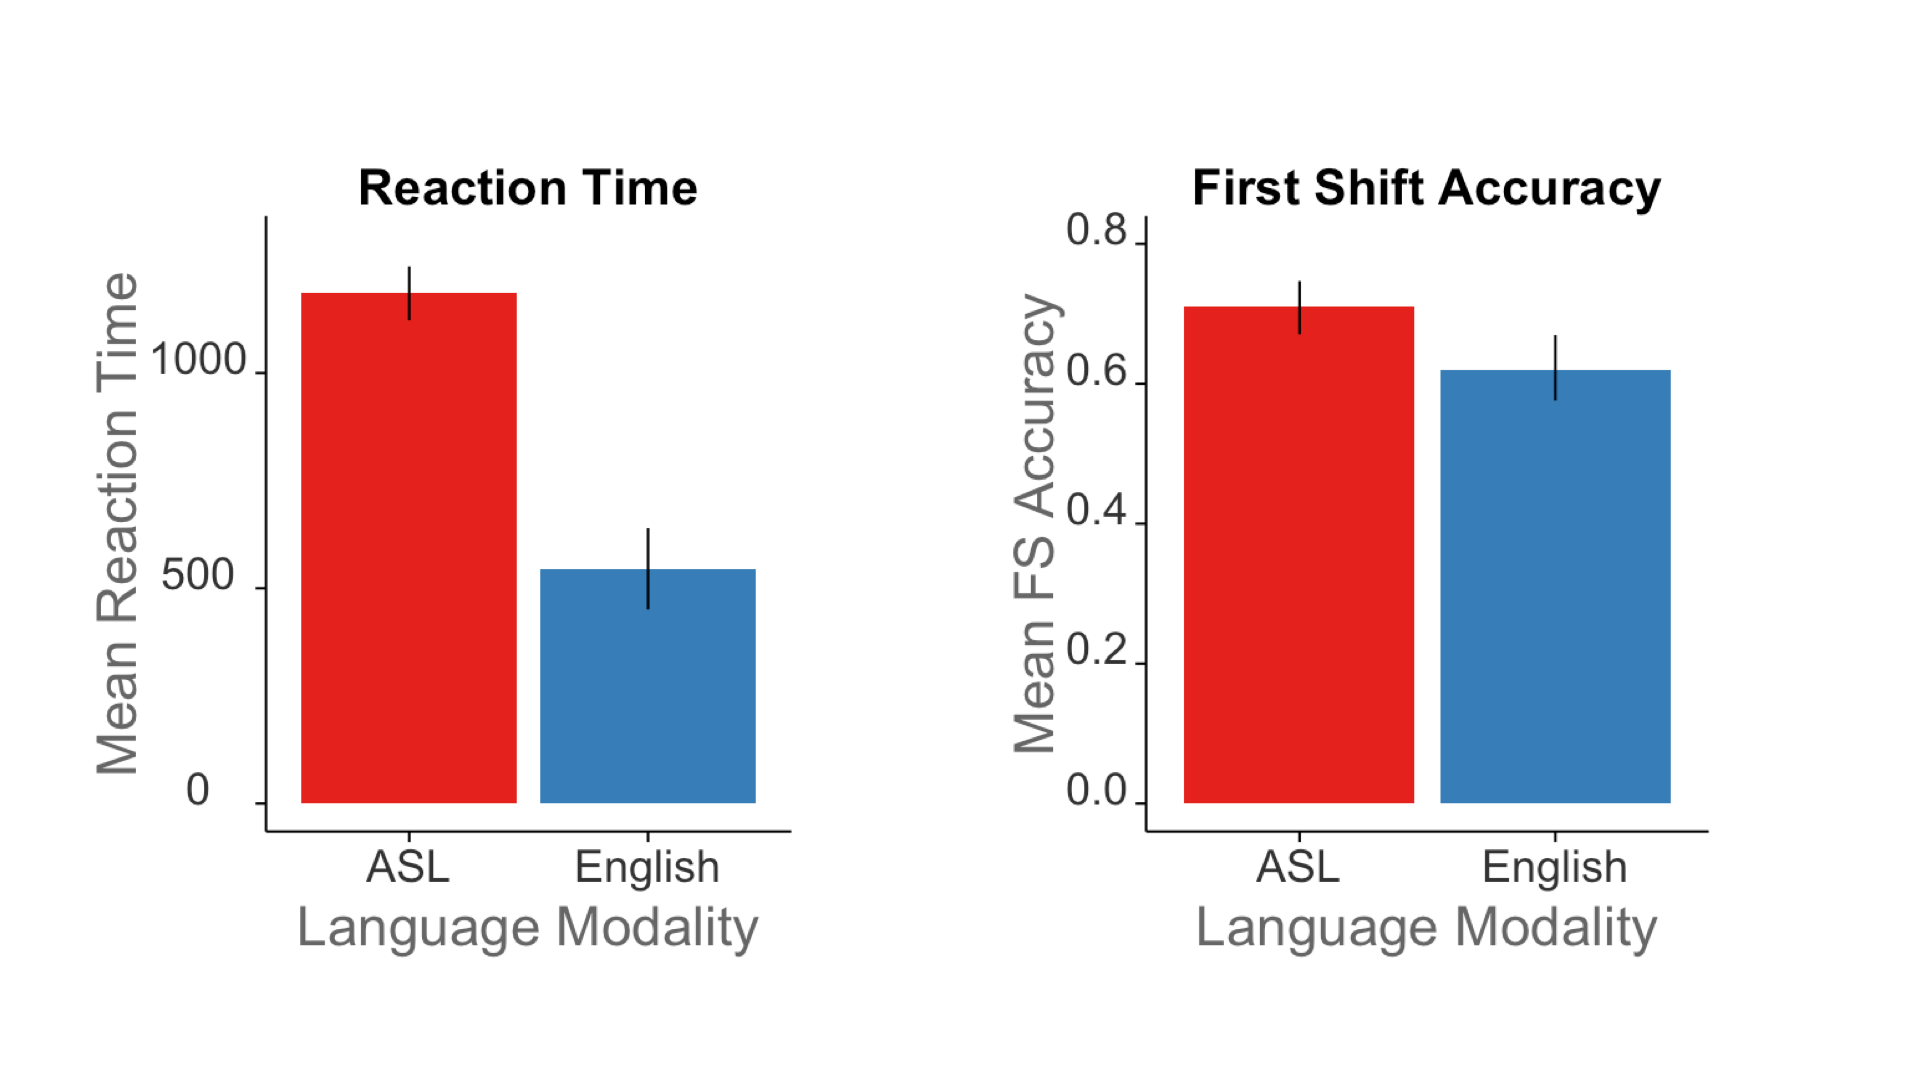 Reaction Time
Mean Reaction Time
1000
500
0
ASL English
Language Modality
First Shift Accuracy
Mean FS Accuracy
0.8
0.6
0.4
0.2
0.0
ASL English
Language Modality